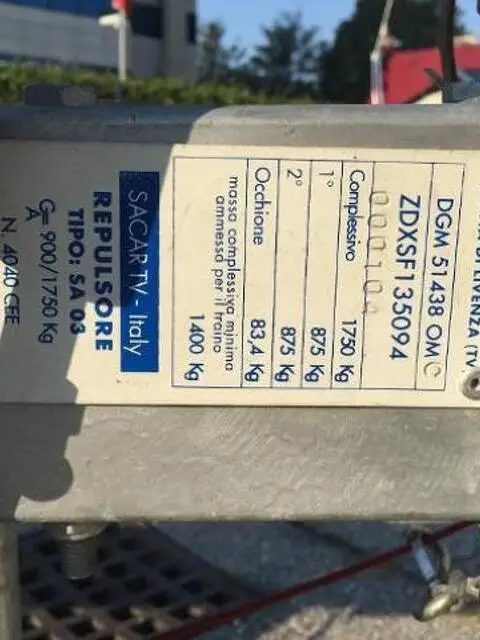 DI LIVENZA (TV
DGM 51438 OM
ZDXSF135094
000104
Complessivo 1750 Kg
1° 875 Kg
2° 875 Kg
Occhione 83,4 Kg
massa complessiva minima
ammessa per il traino 1400 Kg
SACAR TV - Italy
REPULSORE
TIPO: SA 03
G= 900/1750 Kg
A
N. 4040 CEE